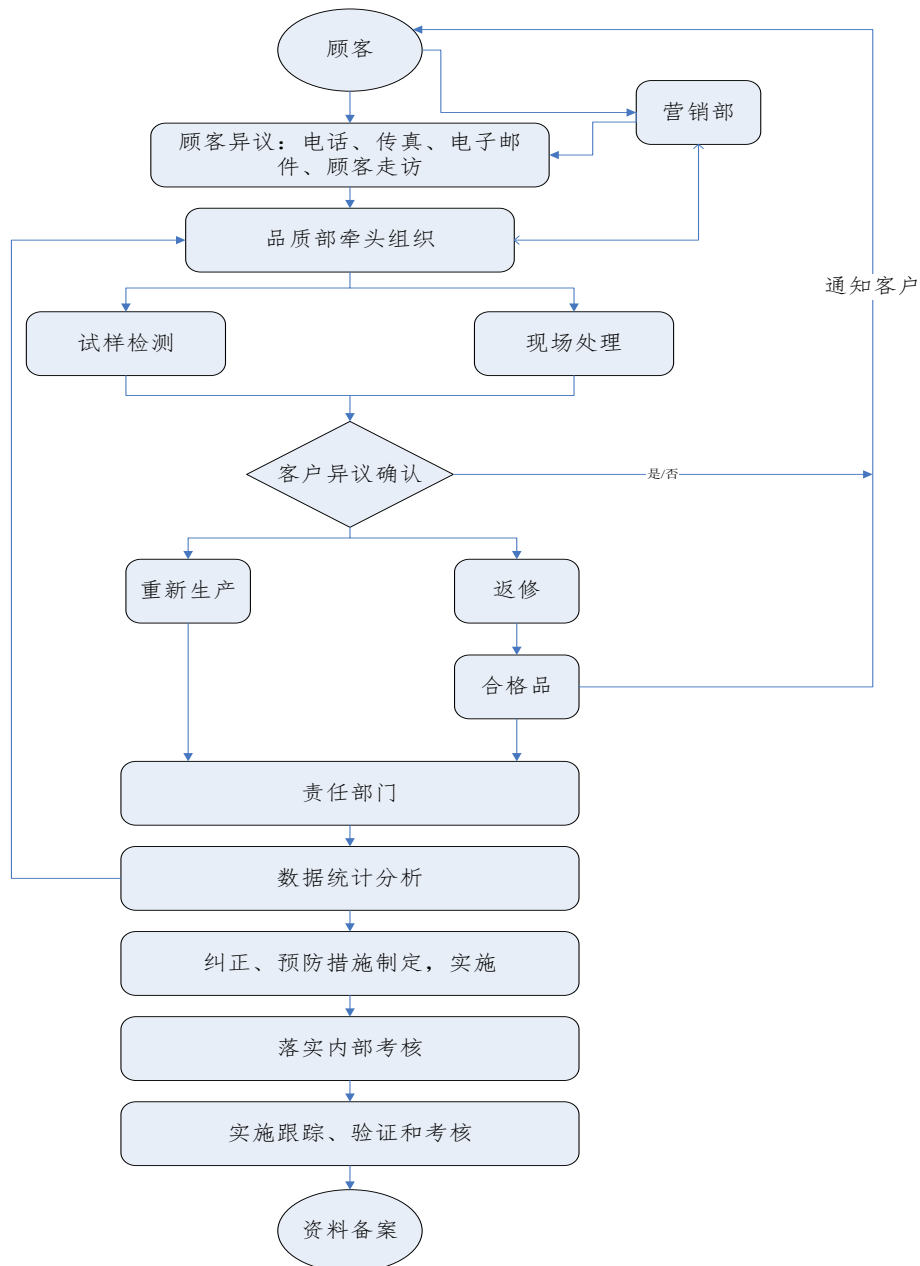 顾客
营销部
顾客异议：电话、传真、电子邮
件、顾客走访
品质部牵头组织
通知客户
试样检测
现场处理
客户异议确认
是/否
重新生产
返修
合格品
责任部门
数据统计分析
纠正、预防措施制定，实施
落实内部考核
实施跟踪、验证和考核
资料备案